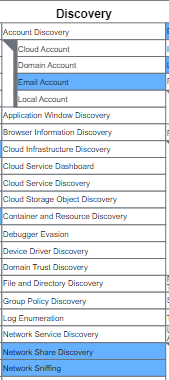 Discovery
Account Discovery
Cloud Account
Domain Account
Email Account
Local Account
Application Window Discovery
Browser Information Discovery
Cloud Infrastructure Discovery
Cloud Service Dashboard
Cloud Service Discovery
Cloud Storage Object Discovery
Container and Resource Discovery
Debugger Evasion
Device Driver Discovery
Domain Trust Discovery
File and Directory Discovery
Group Policy Discovery
Log Enumeration
Network Service Discovery
Network Share Discovery
Network Sniffing